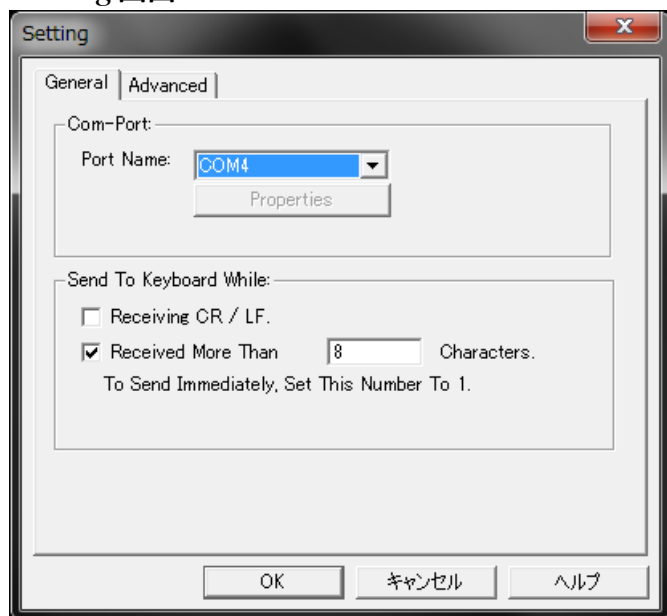 Setting
General Advanced
Com-Port:
Port Name: COM4
Properties
Send To Keyboard While:
Receiving CR / LF.
Received More Than 8 Characters.
To Send Immediately, Set This Number To 1.
OK キャンセル ヘルプ